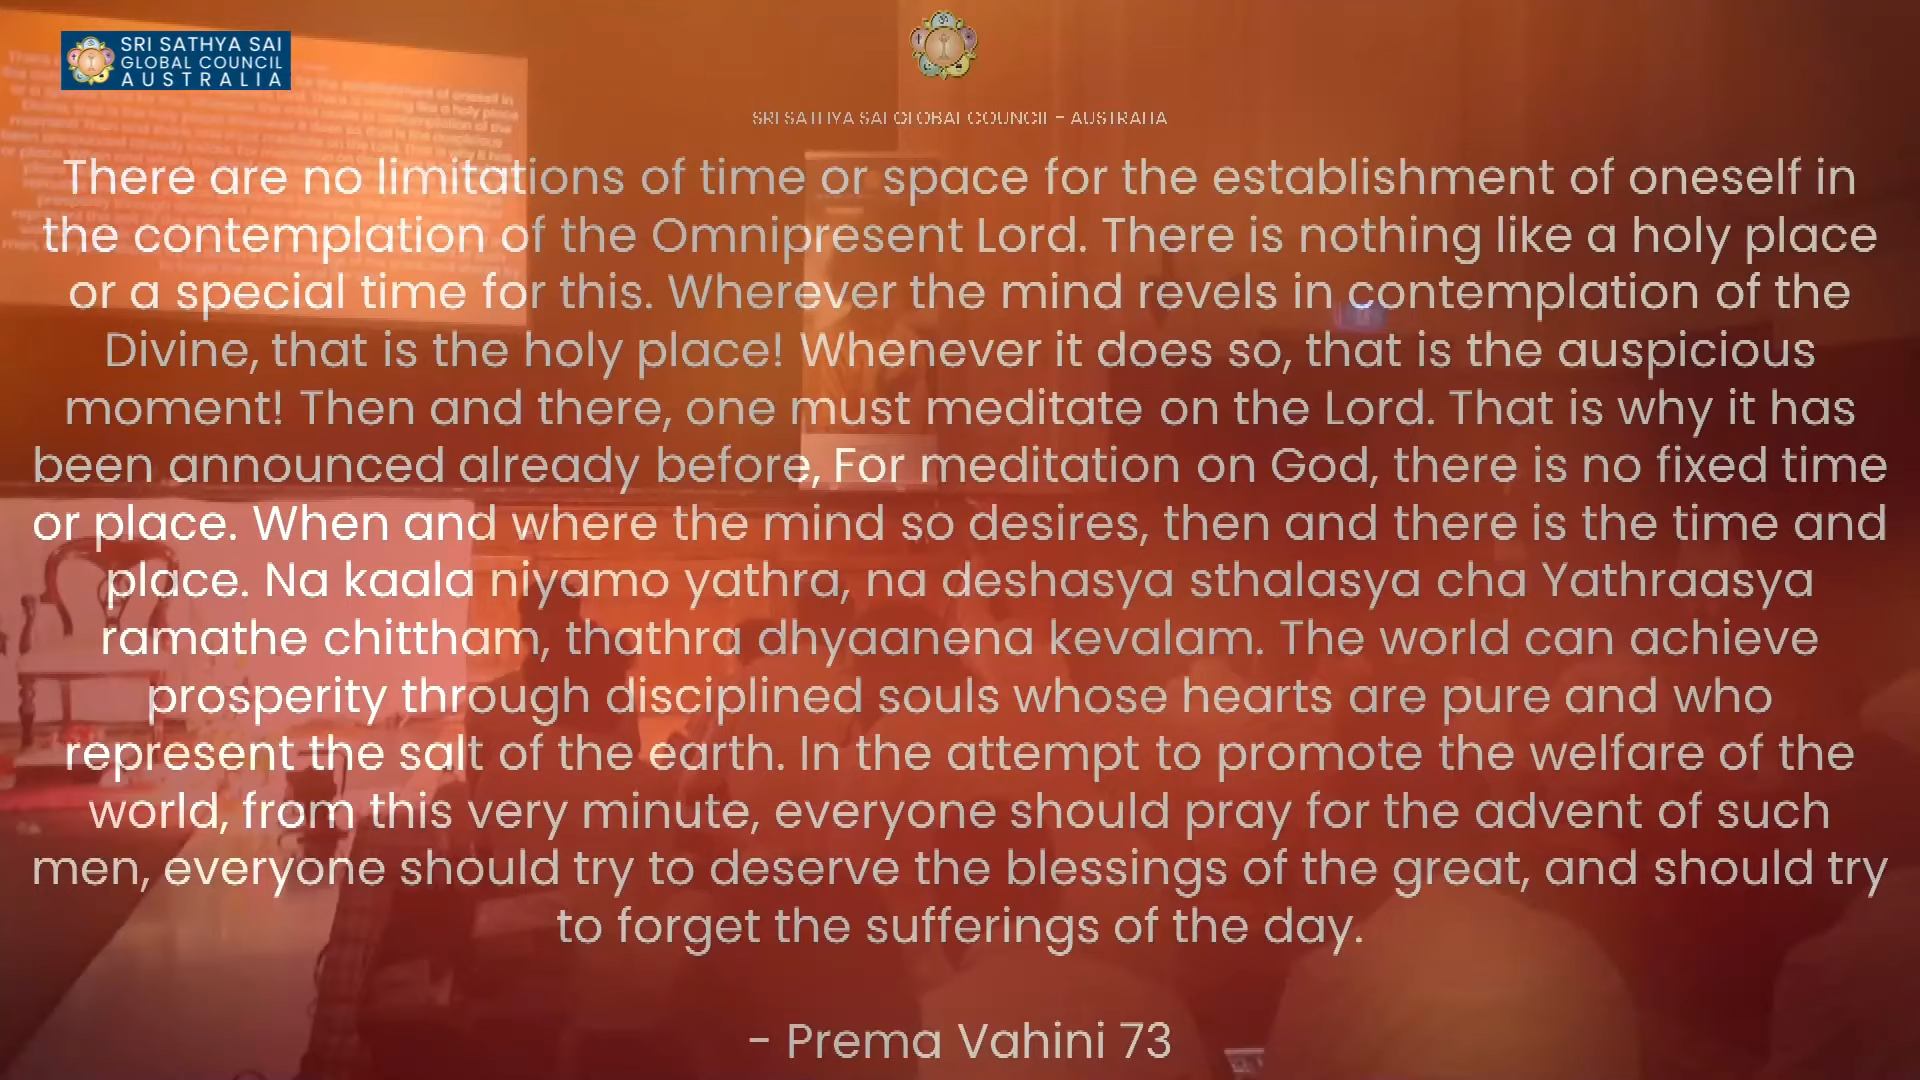 SRI SATHYA SAI
GLOBAL COUNCIL
AUSTRALIA
SRI SATHYA SAI GLOBAL COUNCIL – AUSTRALIA
There are no limitations of time or space for the establishment of oneself in
the contemplation of the Omnipresent Lord. There is nothing like a holy place
or a special time for this. Wherever the mind revels in contemplation of the
Divine, that is the holy place! Whenever it does so, that is the auspicious
moment! Then and there, one must meditate on the Lord. That is why it has
been announced already before, For meditation on God, there is no fixed time
or place. When and where the mind so desires, then and there is the time and
place. Na kaala niyamo yathra, na deshasya sthalasya cha Yathraasya
ramathe chittham, thathra dhyaanena kevalam. The world can achieve
prosperity through disciplined souls whose hearts are pure and who
represent the salt of the earth. In the attempt to promote the welfare of the
world, from this very minute, everyone should pray for the advent of such
men, everyone should try to deserve the blessings of the great, and should try
to forget the sufferings of the day.
- Prema Vahini 73